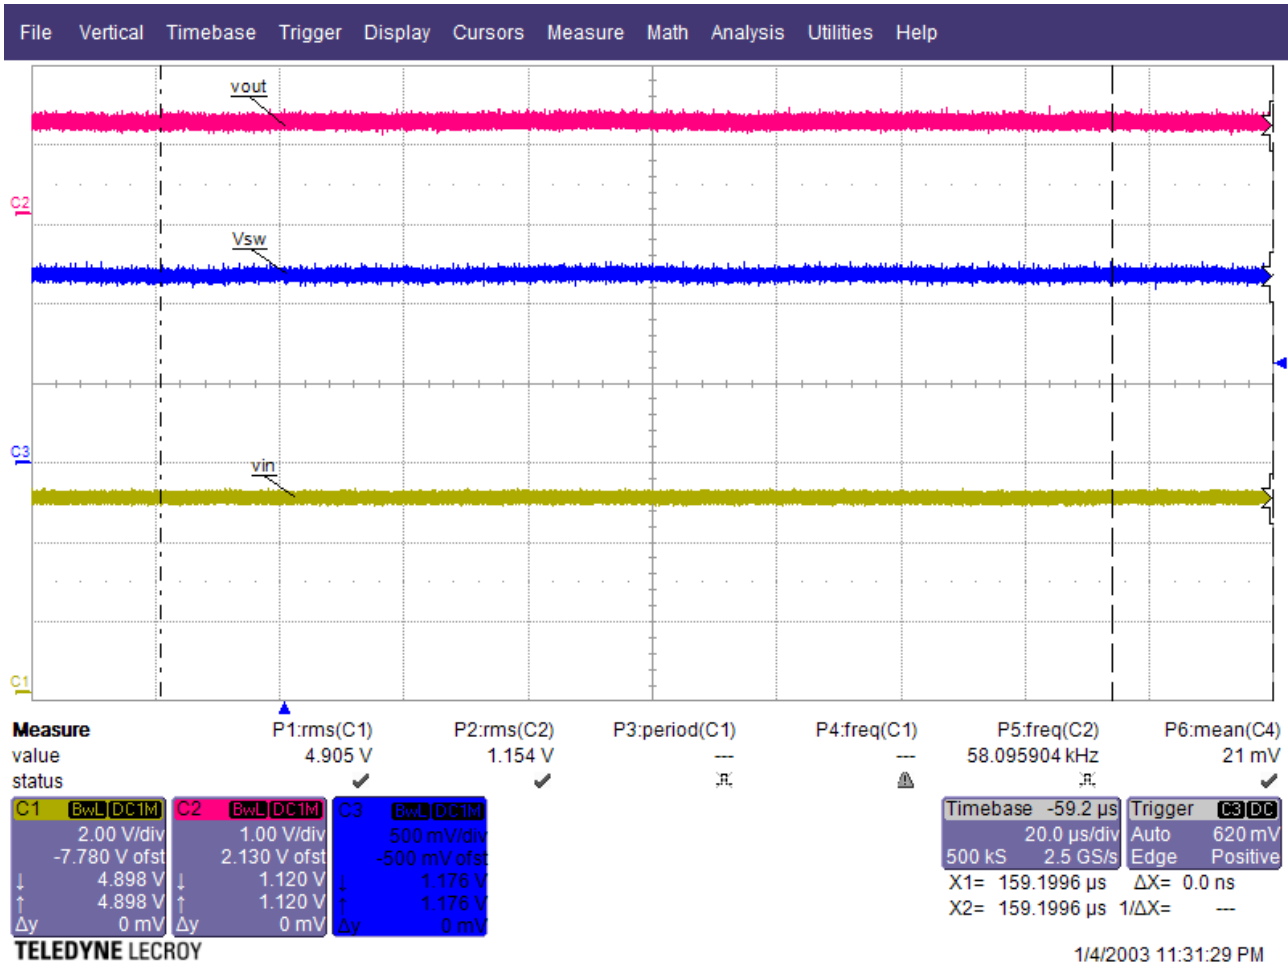 File Vertical Timebase Trigger Display Cursors Measure Math Analysis Utilities Help
vout
C2
Vsw
C3
vin
C1
Measure P1:rms(C1) P2:rms(C2) P3:period(C1) P4:freq(C1) P5:freq(C2) P6:mean(C4)
value 4.905 V 1.154 V --- --- 58.095904 kHz 21 mV
status
C1 BwL DC1M C2 BwL DC1M C3 BwL DC1M Timebase -59.2 µs Trigger C3 DC
2.00 V/div 1.00 V/div 500 mV/div 20.0 µs/div Auto 620 mV
-7.780 V ofst 2.130 V ofst -500 mV ofst 500 kS 2.5 GS/s Edge Positive
↓ 4.898 V ↓ 1.120 V ↓ 1.176 V X1= 159.1996 µs ΔX= 0.0 ns
↑ 4.898 V ↑ 1.120 V ↑ 1.176 V X2= 159.1996 µs 1/ΔX= ---
Δy 0 mV Δy 0 mV Δy 0 mV
TELEDYNE LECROY 1/4/2003 11:31:29 PM